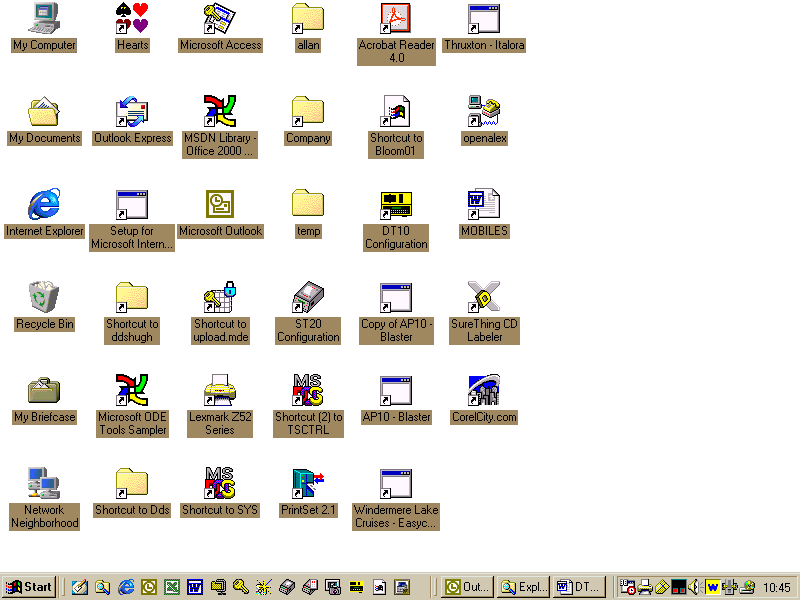 My Computer
Hearts
Microsoft Access
allan
Acrobat Reader
4.0
Thruxton - Italora
My Documents
Outlook Express
MSDN Library -
Office 2000 ...
Company
Shortcut to
Bloom01
openalex
Internet Explorer
Setup for
Microsoft Intern...
Microsoft Outlook
temp
DT10
Configuration
MOBILES
Recycle Bin
Shortcut to
ddshugh
Shortcut to
upload.mde
ST20
Configuration
Copy of AP10 -
Blaster
SureThing CD
Labeler
My Briefcase
Microsoft ODE
Tools Sampler
Lexmark Z52
Series
MS
Shortcut (2) to
TSCTRL
AP10 - Blaster
CorelCity.com
Network
Neighborhood
Shortcut to Dds
MS
Shortcut to SYS
PrintSet 2.1
Windermere Lake
Cruises - Easyc...
Start
Out...
Expl...
DT...
10:45